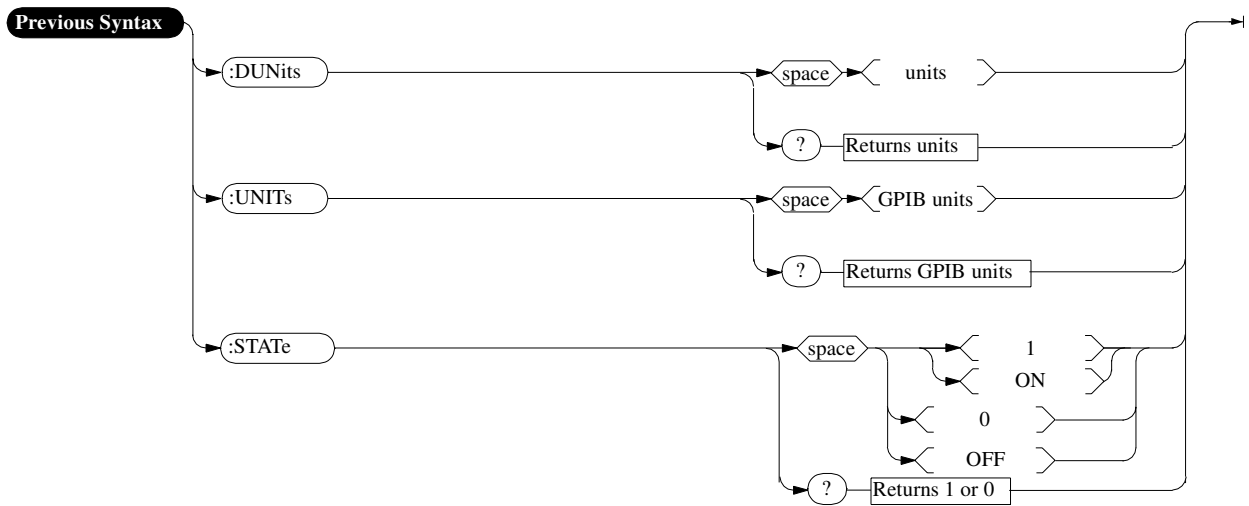 Previous Syntax
:DUNits space units
? Returns units
:UNITs space GPIB units
? Returns GPIB units
:STATe space 1
ON
0
OFF
? Returns 1 or 0